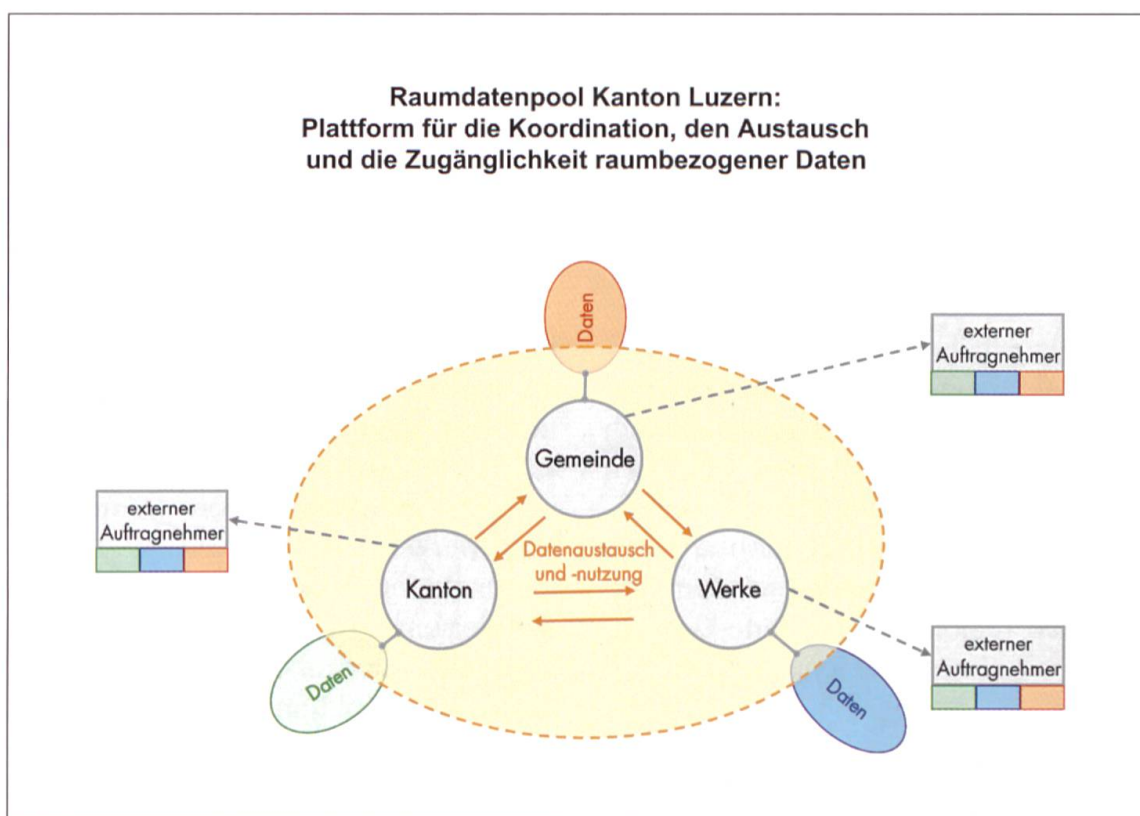 Raumdatenpool Kanton Luzern:
Plattform für die Koordination, den Austausch
und die Zugänglichkeit raumbezogener Daten
Daten
externer
Auftragnehmer
Gemeinde
externer
Auftragnehmer
Datenaustausch
und -nutzung
Kanton
Werke
externer
Auftragnehmer
Daten
Daten